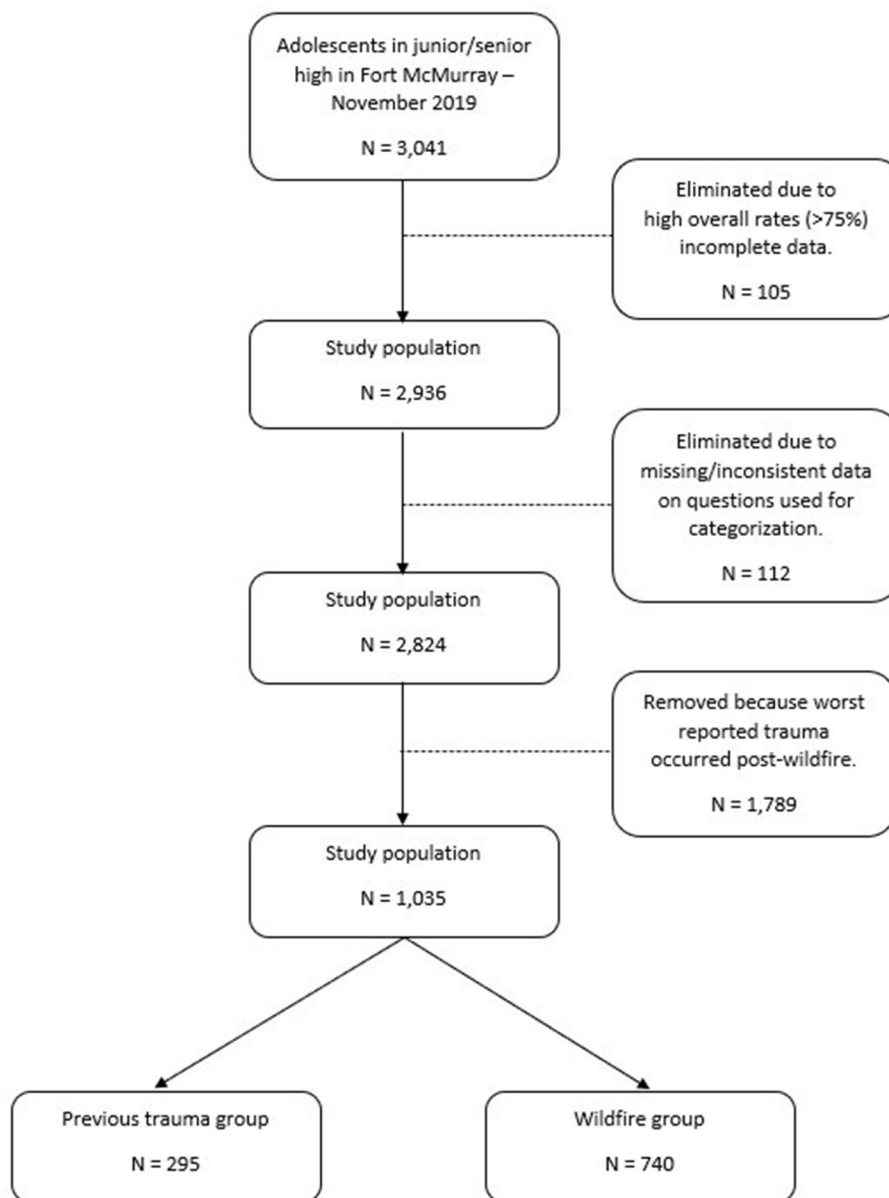 Adolescents in junior/senior
high in Fort McMurray –
November 2019
N = 3,041
Eliminated due to
high overall rates (>75%)
incomplete data.
N = 105
Study population
N = 2,936
Eliminated due to
missing/inconsistent data
on questions used for
categorization.
N = 112
Study population
N = 2,824
Removed because worst
reported trauma
occurred post-wildfire.
N = 1,789
Study population
N = 1,035
Previous trauma group
N = 295
Wildfire group
N = 740